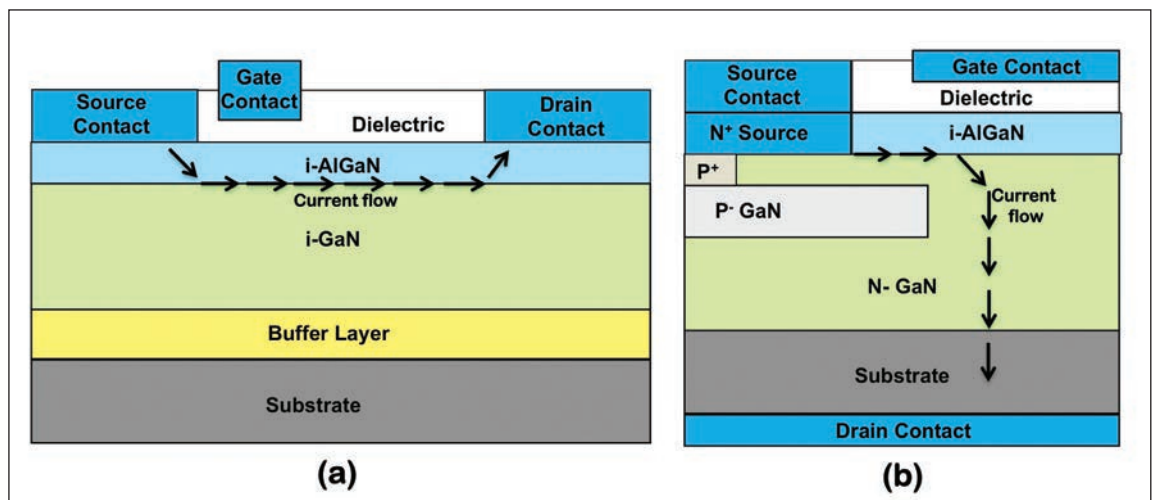 Gate
Contact
Source
Contact
Dielectric
Drain
Contact
i-AlGaN
Current flow
i-GaN
Buffer Layer
Substrate
(a)
Source
Contact
Gate Contact
Dielectric
N+ Source
i-AlGaN
P+
P- GaN
Current
flow
N- GaN
Substrate
Drain Contact
(b)